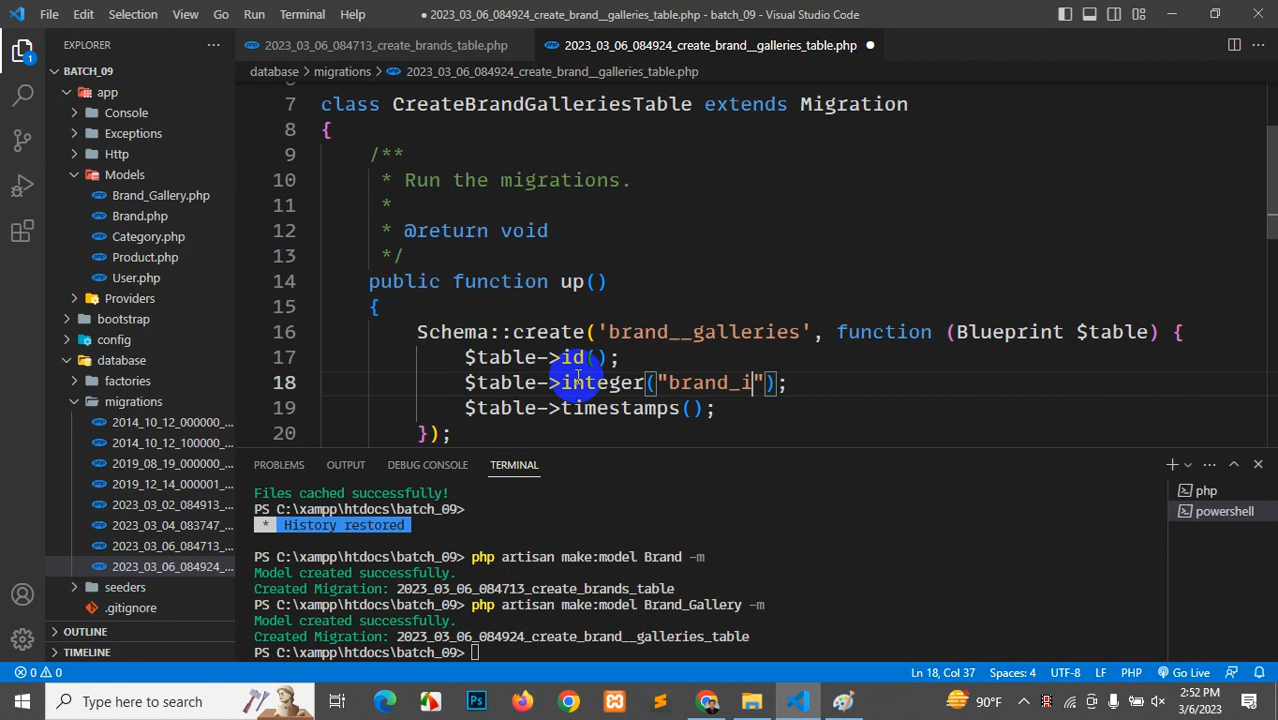 File Edit Selection View Go Run Terminal Help
● 2023_03_06_084924_create_brand__galleries_table.php - batch_09 - Visual Studio Code
EXPLORER
2023_03_06_084713_create_brands_table.php
2023_03_06_084924_create_brand__galleries_table.php
BATCH_09
database > migrations > 2023_03_06_084924_create_brand__galleries_table.php
app
Console
Exceptions
Http
Models
Brand_Gallery.php
Brand.php
Category.php
Product.php
User.php
Providers
bootstrap
config
database
factories
migrations
2014_10_12_000000_...
2014_10_12_100000_...
2019_08_19_000000_...
2019_12_14_000001_...
2023_03_02_084913_...
2023_03_04_083747_...
2023_03_06_084713_...
2023_03_06_084924_...
seeders
.gitignore
OUTLINE
TIMELINE
7 class CreateBrandGalleriesTable extends Migration
8 {
9 /**
10 * Run the migrations.
11 *
12 * @return void
13 */
14 public function up()
15 {
16 Schema::create('brand__galleries', function (Blueprint $table) {
17 $table->id();
18 $table->integer("brand_i");
19 $table->timestamps();
20 });
PROBLEMS OUTPUT DEBUG CONSOLE TERMINAL
Files cached successfully!
PS C:\xampp\htdocs\batch_09>
* History restored
PS C:\xampp\htdocs\batch_09> php artisan make:model Brand -m
Model created successfully.
Created Migration: 2023_03_06_084713_create_brands_table
PS C:\xampp\htdocs\batch_09> php artisan make:model Brand_Gallery -m
Model created successfully.
Created Migration: 2023_03_06_084924_create_brand__galleries_table
PS C:\xampp\htdocs\batch_09>
php
powershell
0 0 Ln 18, Col 37 Spaces: 4 UTF-8 LF PHP Go Live
Type here to search
90°F
2:52 PM
3/6/2023